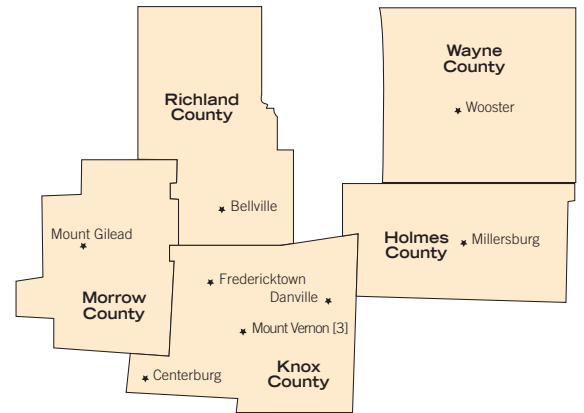 Wayne
County
Wooster
Richland
County
Bellville
Mount Gilead
Morrow
County
Holmes
County
Millersburg
Fredericktown
Danville
Mount Vernon [3]
Centerburg
Knox
County